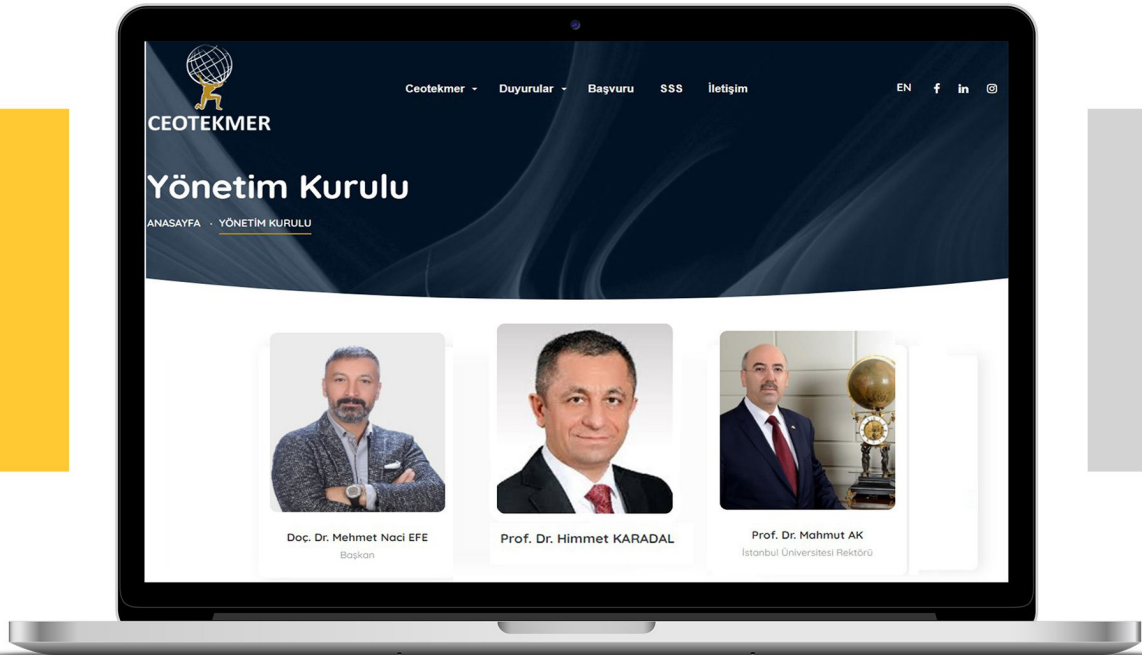 CEOTEKMER
Ceotekmer
Duyurular
Başvuru
SSS
İletişim
EN
Yönetim Kurulu
ANASAYFA · YÖNETİM KURULU
Doç. Dr. Mehmet Naci EFE
Başkan
Prof. Dr. Himmet KARADAL
Prof. Dr. Mahmut AK
İstanbul Üniversitesi Rektörü